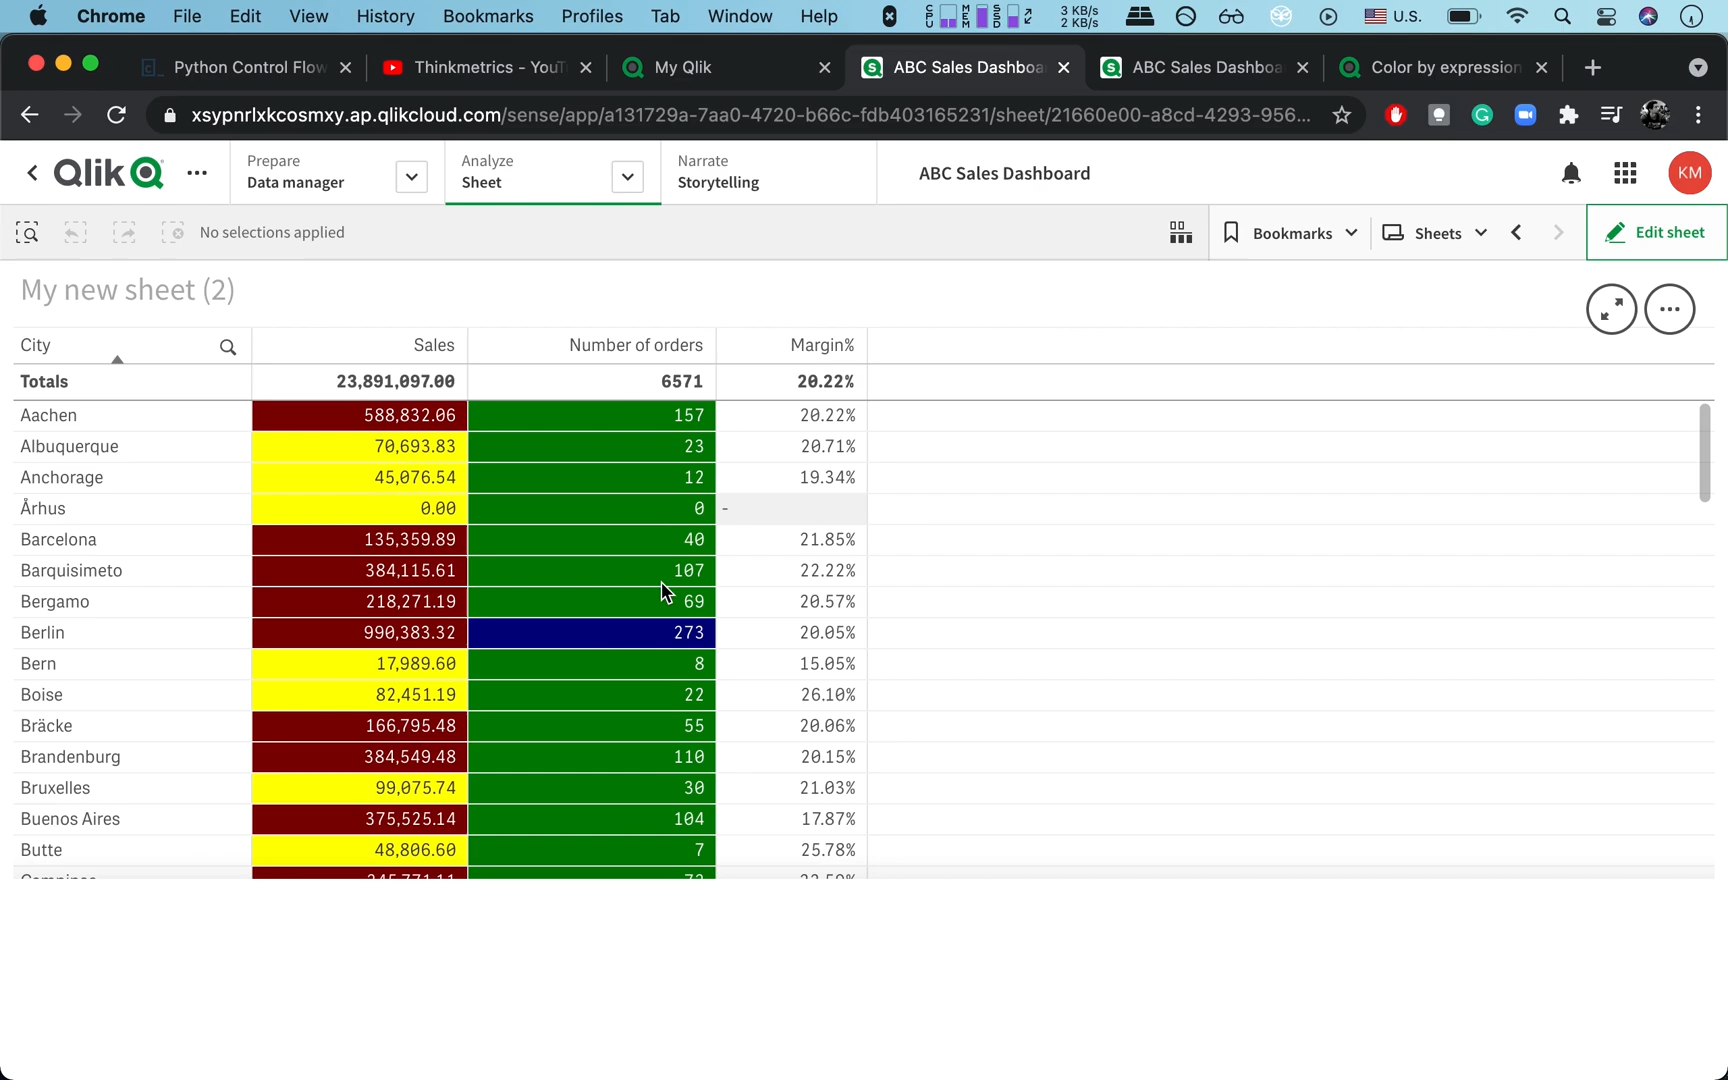 Chrome File Edit View History Bookmarks Profiles Tab Window Help CPU MEM SSD 3 KB/s 2 KB/s U.S.
Python Control Flow Thinkmetrics - YouT My Qlik ABC Sales Dashboa ABC Sales Dashboa Color by expression
xsypnrlxkcosmxy.ap.qlikcloud.com/sense/app/a131729a-7aa0-4720-b66c-fdb403165231/sheet/21660e00-a8cd-4293-956...
Qlik
Prepare
Data manager
Analyze
Sheet
Narrate
Storytelling
ABC Sales Dashboard
KM
No selections applied Bookmarks Sheets Edit sheet
My new sheet (2)
City Sales Number of orders Margin%
Totals 23,891,097.00 6571 20.22%
Aachen 588,832.06 157 20.22%
Albuquerque 70,693.83 23 20.71%
Anchorage 45,076.54 12 19.34%
Århus 0.00 0 -
Barcelona 135,359.89 40 21.85%
Barquisimeto 384,115.61 107 22.22%
Bergamo 218,271.19 69 20.57%
Berlin 990,383.32 273 20.05%
Bern 17,989.60 8 15.05%
Boise 82,451.19 22 26.10%
Bräcke 166,795.48 55 20.06%
Brandenburg 384,549.48 110 20.15%
Bruxelles 99,075.74 30 21.03%
Buenos Aires 375,525.14 104 17.87%
Butte 48,806.60 7 25.78%